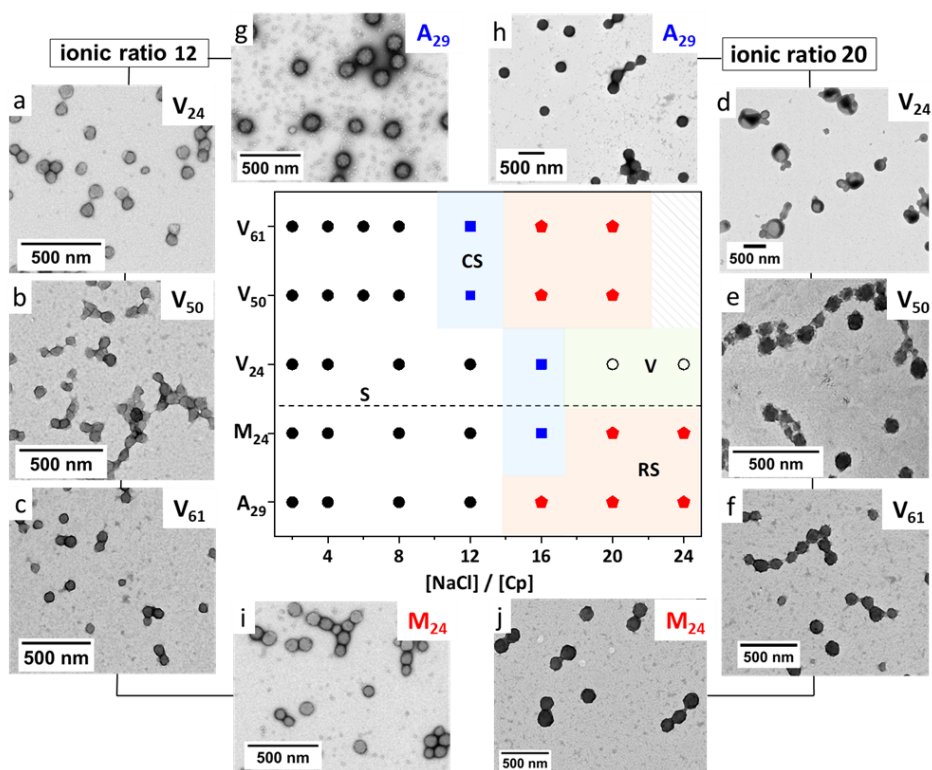 g
A29
h
A29
ionic ratio 12
ionic ratio 20
a
V24
500 nm
500 nm
500 nm
d
V24
500 nm
b
V50
500 nm
c
V61
500 nm
e
V50
500 nm
f
V61
500 nm
V61
CS
V50
V24
V
S
M24
RS
A29
4
8
12
16
20
24
[NaCl] / [Cp]
i
M24
500 nm
j
M24
500 nm